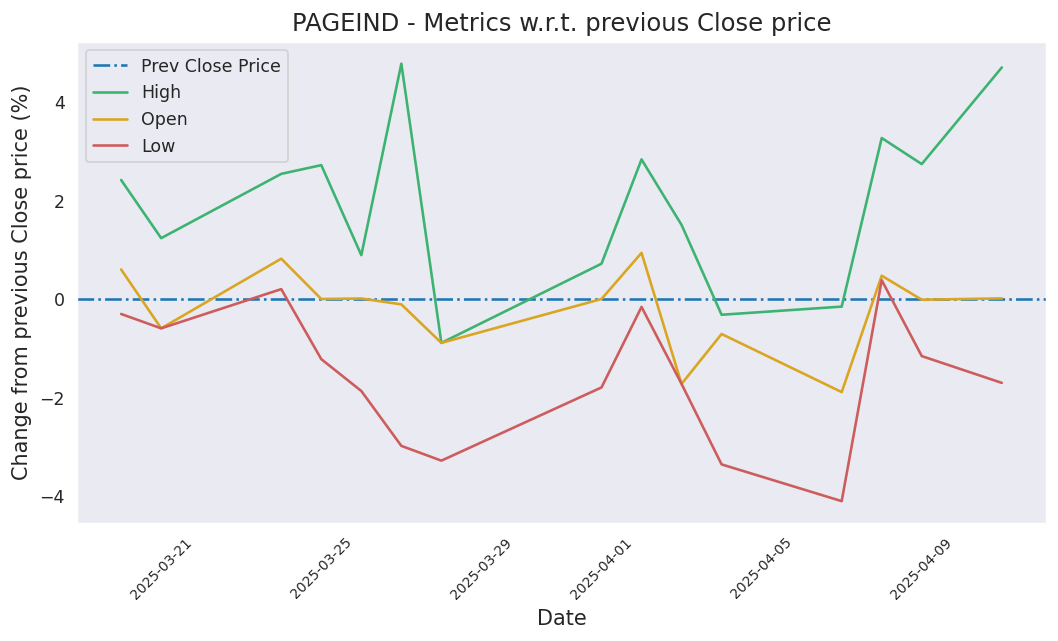 PAGEIND - Metrics w.r.t. previous Close price
Change from previous Close price (%)
Prev Close Price
High
Open
Low
4
2
0
−2
−4
2025-03-21
2025-03-25
2025-03-29
2025-04-01
2025-04-05
2025-04-09
Date